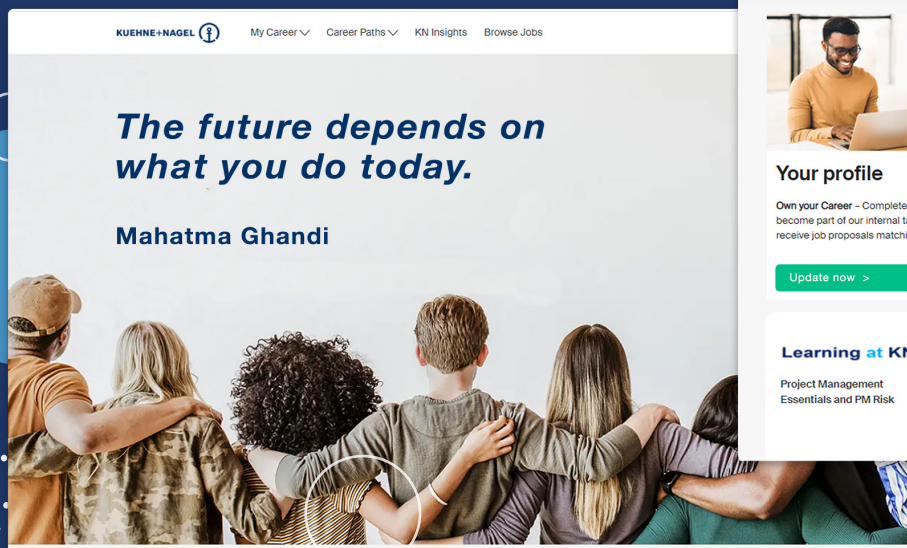 KUEHNE+NAGEL
My Career Career Paths KN Insights Browse Jobs
The future depends on
what you do today.
Mahatma Ghandi
Your profile
Own your Career – Complete
become part of our internal
receive job proposals
Update now >
Learning at KN
Project Management
Essentials and PM Risk